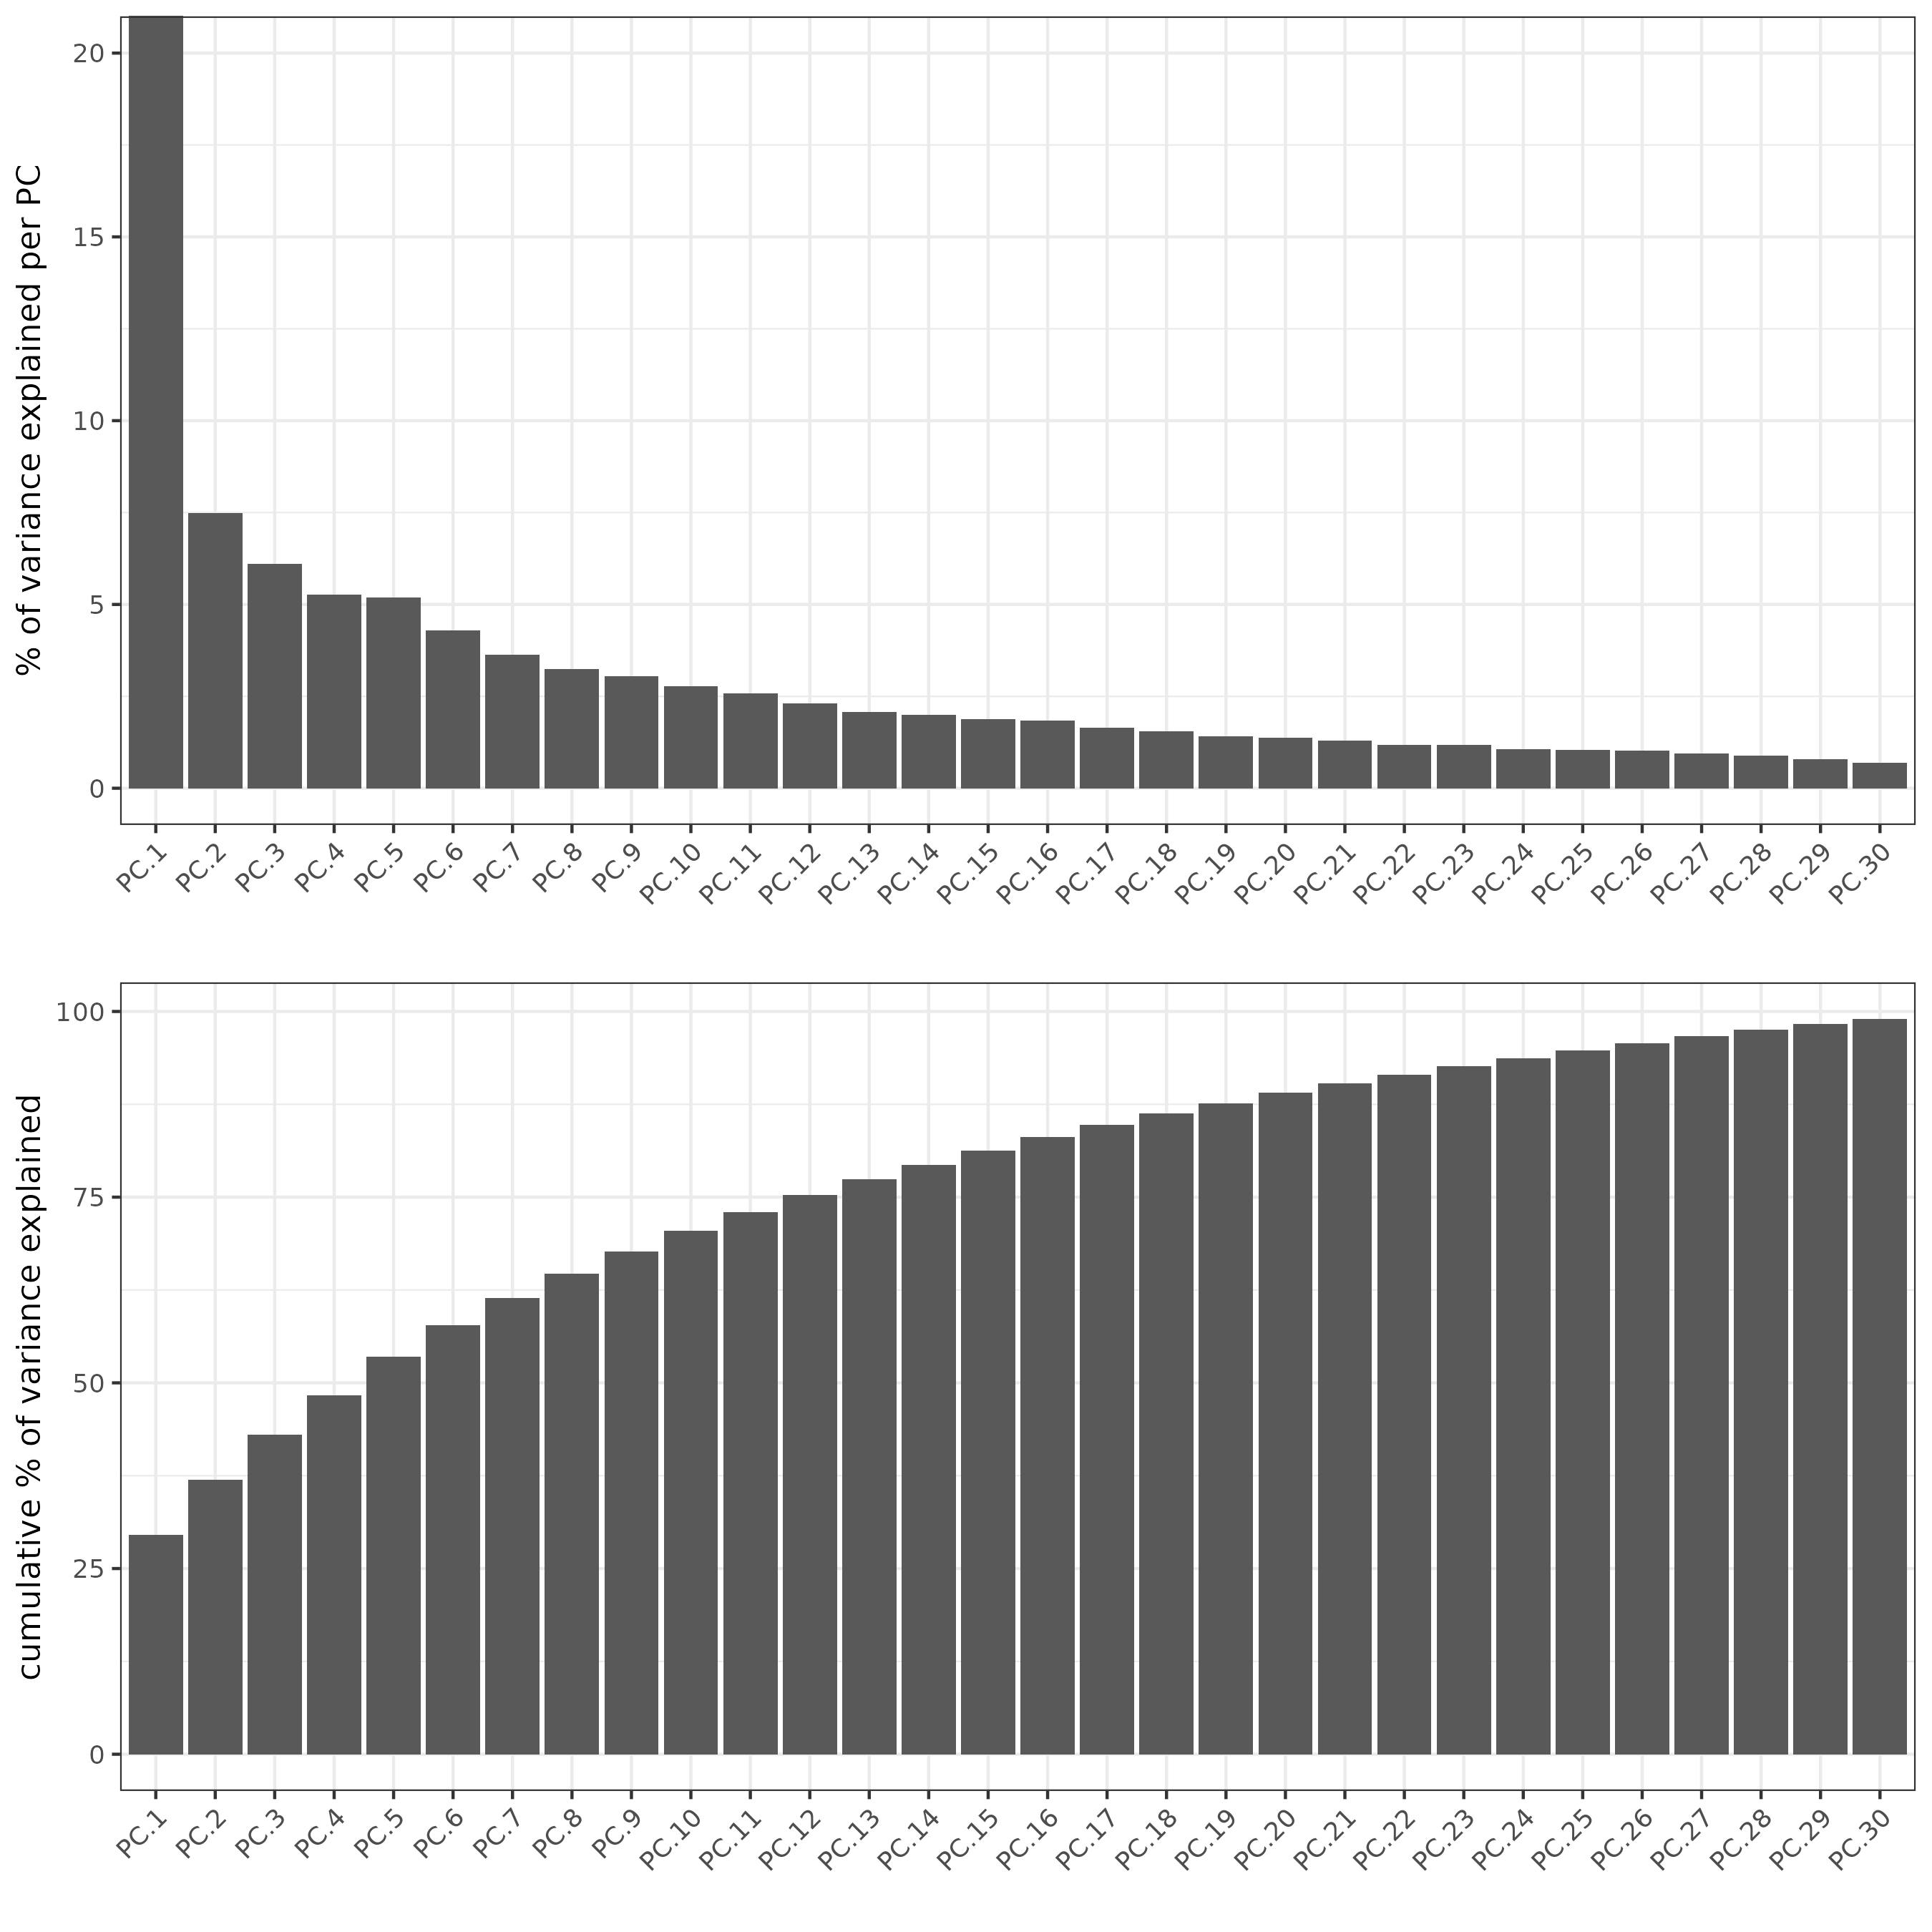 % of variance explained per PC
20
15
10
5
0
PC.1 PC.2 PC.3 PC.4 PC.5 PC.6 PC.7 PC.8 PC.9 PC.10 PC.11 PC.12 PC.13 PC.14 PC.15 PC.16 PC.17 PC.18 PC.19 PC.20 PC.21 PC.22 PC.23 PC.24 PC.25 PC.26 PC.27 PC.28 PC.29 PC.30
cumulative % of variance explained
100
75
50
25
0
PC.1 PC.2 PC.3 PC.4 PC.5 PC.6 PC.7 PC.8 PC.9 PC.10 PC.11 PC.12 PC.13 PC.14 PC.15 PC.16 PC.17 PC.18 PC.19 PC.20 PC.21 PC.22 PC.23 PC.24 PC.25 PC.26 PC.27 PC.28 PC.29 PC.30